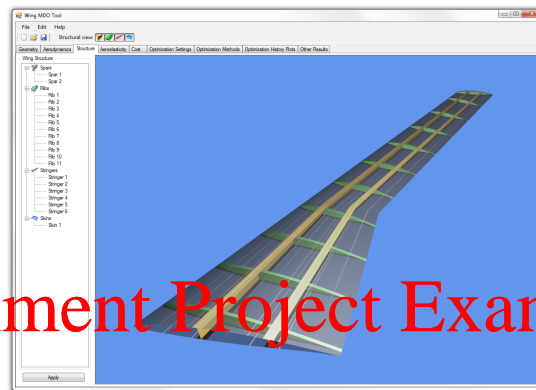 Wing MDO Tool
File Edit Help
Structural view:
Geometry Aerodynamics Structure Aeroelasticity Cost Optimization Settings Optimization Methods Optimization History Plots Other Results
Wing Structure
Spars
Spar 1
Spar 2
Ribs
Rib 1
Rib 2
Rib 3
Rib 4
Rib 5
Rib 6
Rib 7
Rib 8
Rib 9
Rib 10
Rib 11
Stringers
Stringer 1
Stringer 2
Stringer 3
Stringer 4
Stringer 5
Stringer 6
Skins
Skin 1
nment Project Exan
Apply